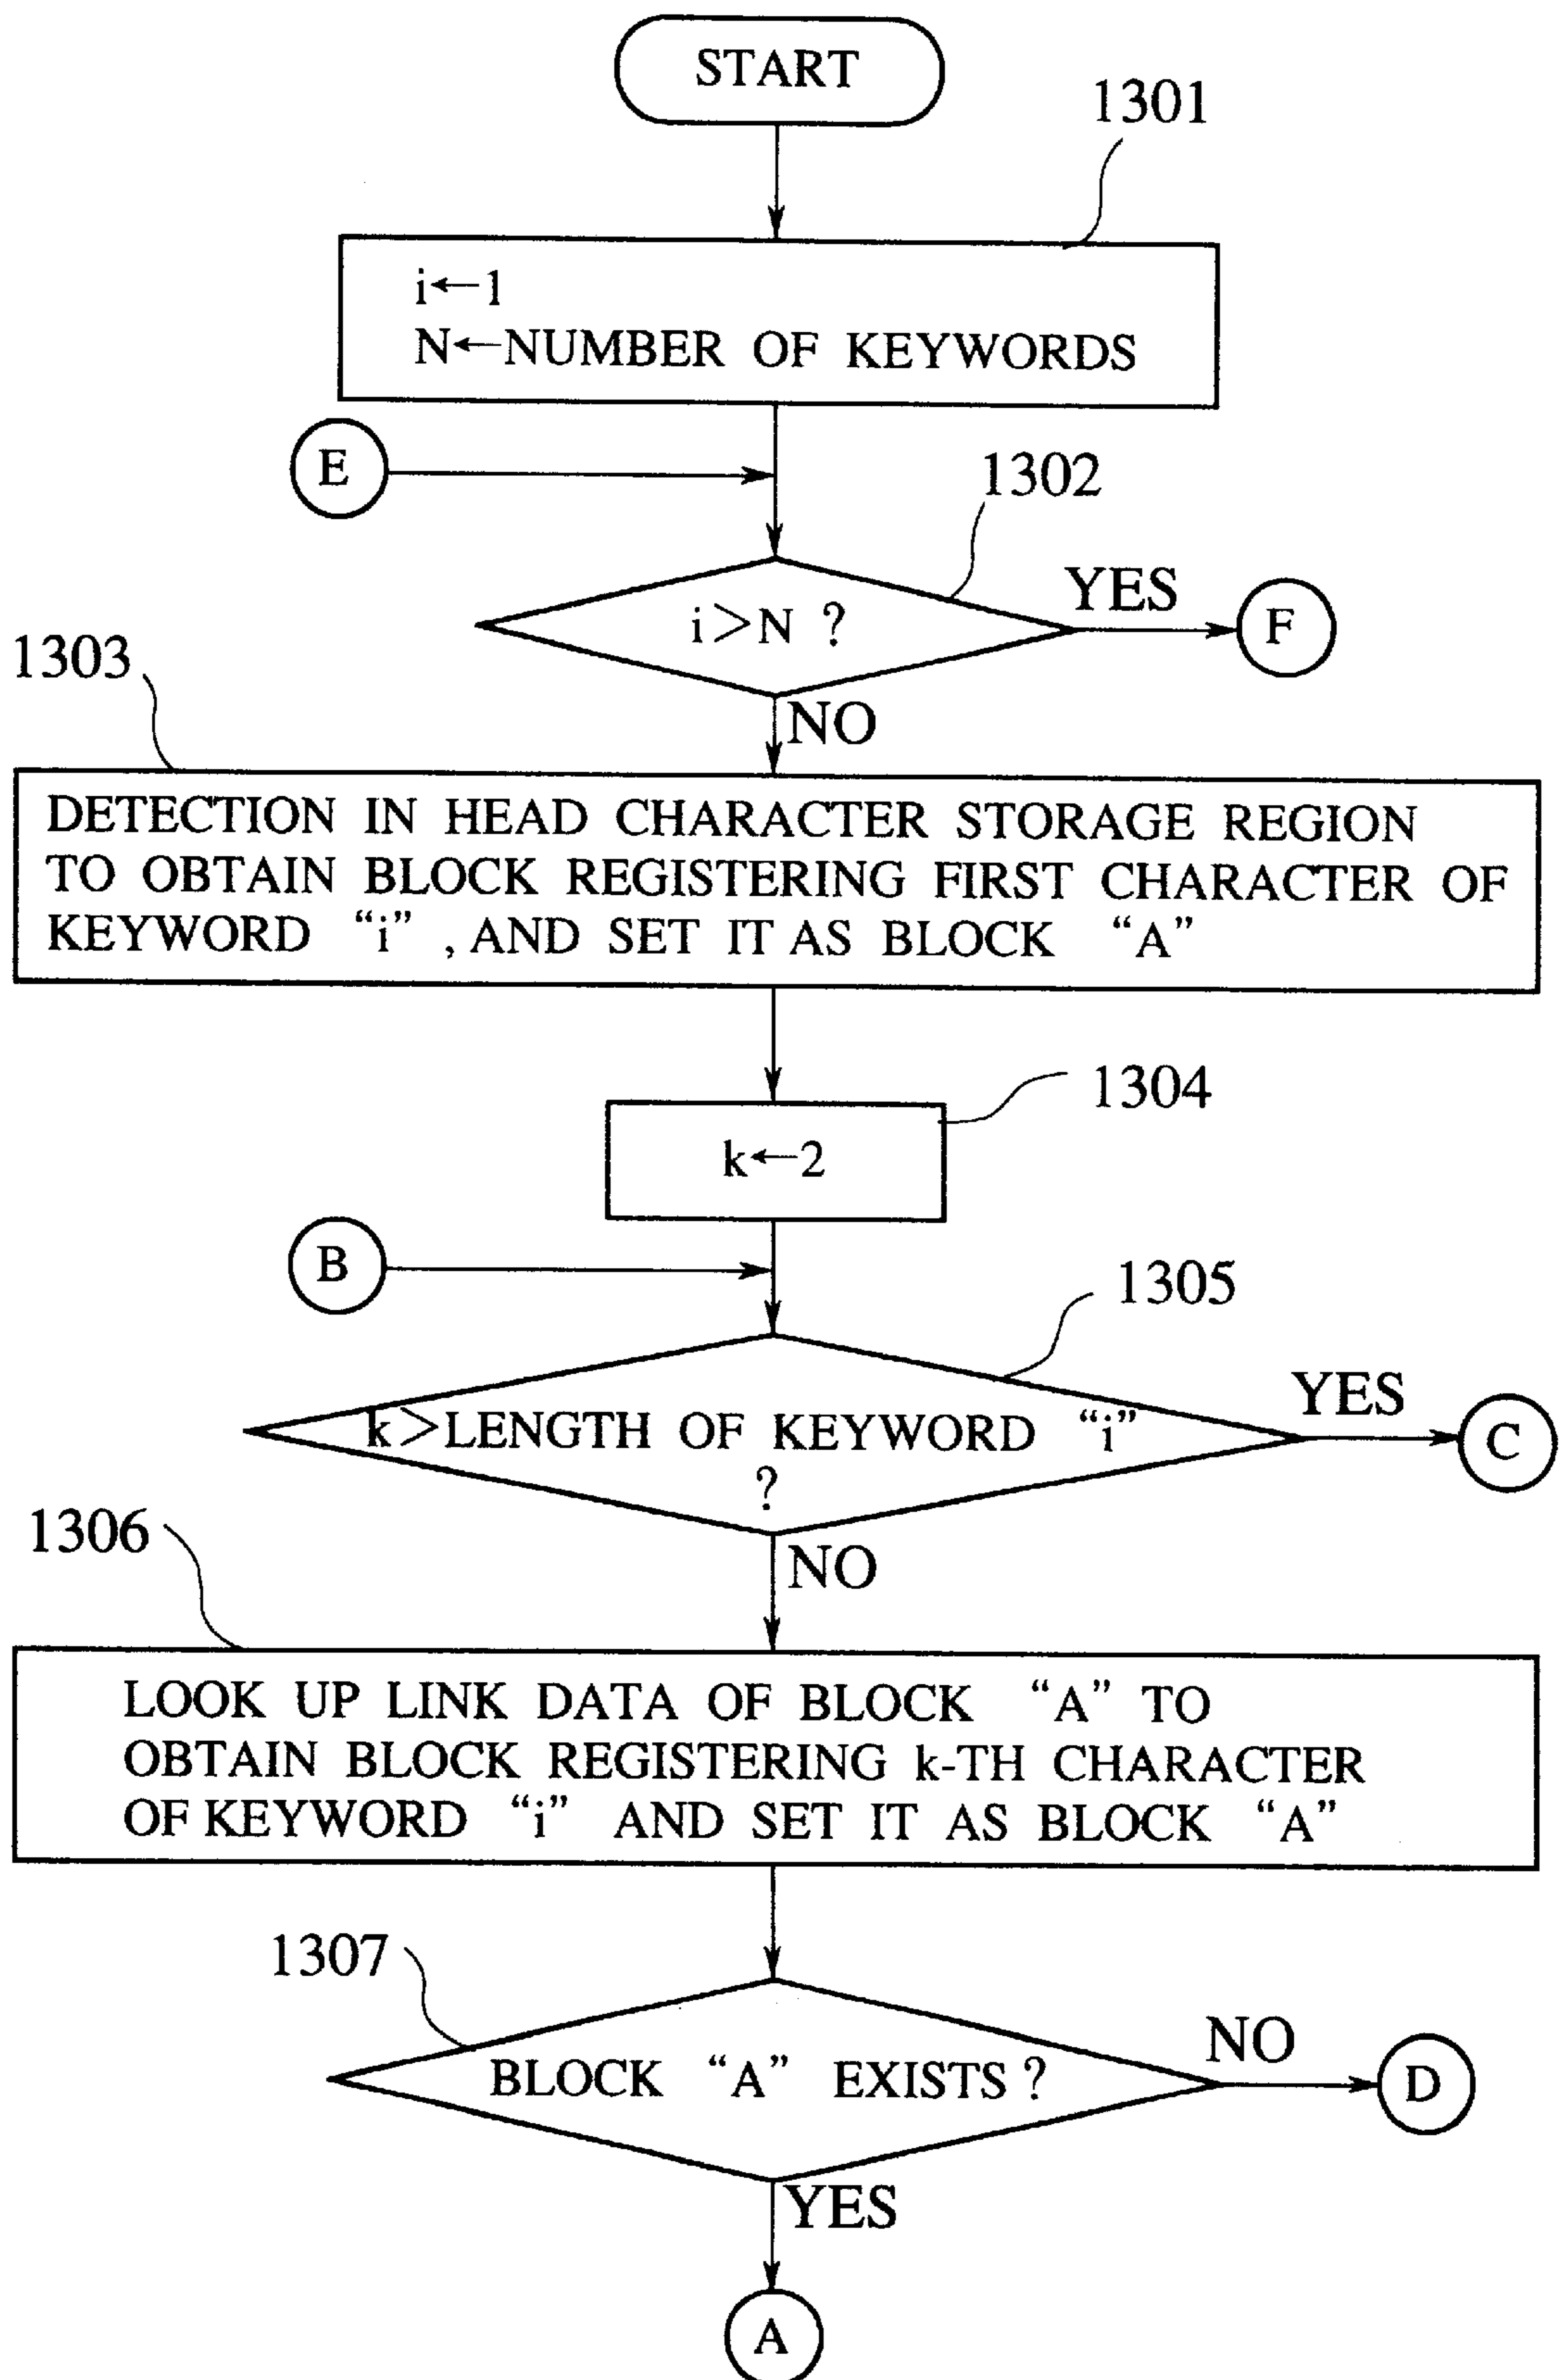 START
1301
i←1
N←NUMBER OF KEYWORDS
E
1302
i>N ?
YES
F
1303
NO
DETECTION IN HEAD CHARACTER STORAGE REGION
TO OBTAIN BLOCK REGISTERING FIRST CHARACTER OF
KEYWORD “i” , AND SET IT AS BLOCK “A”
1304
k←2
B
1305
k>LENGTH OF KEYWORD “i”
?
YES
C
1306
NO
LOOK UP LINK DATA OF BLOCK “A” TO
OBTAIN BLOCK REGISTERING k-TH CHARACTER
OF KEYWORD “i” AND SET IT AS BLOCK “A”
1307
BLOCK “A” EXISTS ?
NO
D
YES
A